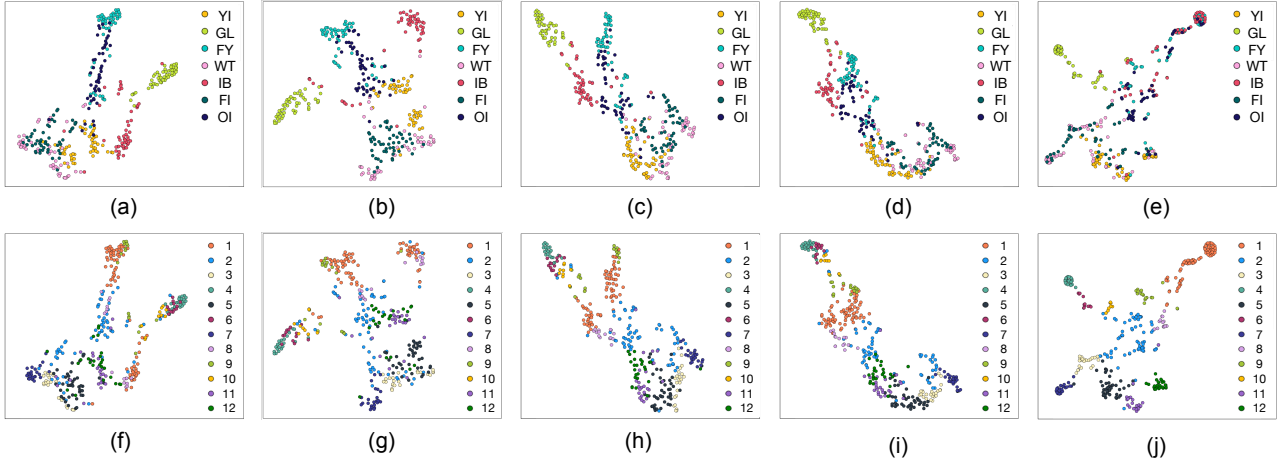 YI
GL
FY
WT
IB
FI
OI
(a)
YI
GL
FY
WT
IB
FI
OI
(b)
YI
GL
FY
WT
IB
FI
OI
(c)
YI
GL
FY
WT
IB
FI
OI
(d)
YI
GL
FY
WT
IB
FI
OI
(e)
1
2
3
4
5
6
7
8
9
10
11
12
(f)
1
2
3
4
5
6
7
8
9
10
11
12
(g)
1
2
3
4
5
6
7
8
9
10
11
12
(h)
1
2
3
4
5
6
7
8
9
10
11
12
(i)
1
2
3
4
5
6
7
8
9
10
11
12
(j)